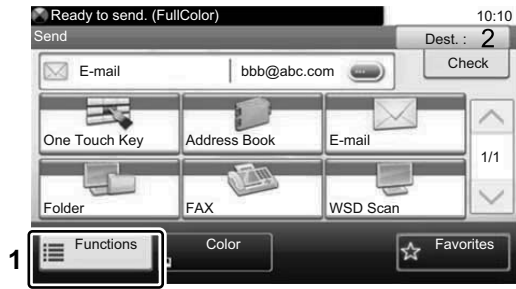 Ready to send. (FullColor) 10:10
Send Dest. : 2
E-mail bbb@abc.com Check
One Touch Key Address Book E-mail
1/1
Folder FAX WSD Scan
1 Functions Color Favorites